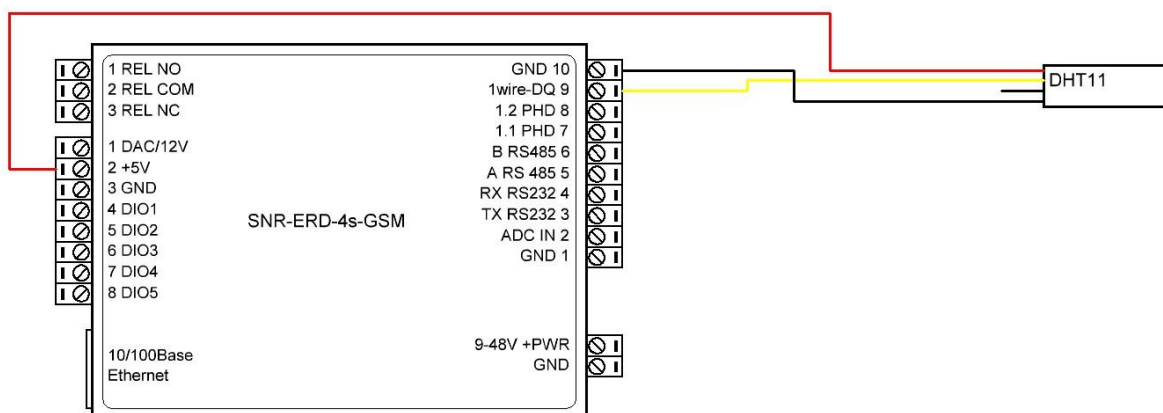 1 REL NO
2 REL COM
3 REL NC
1 DAC/12V
2 +5V
3 GND
4 DIO1
5 DIO2
6 DIO3
7 DIO4
8 DIO5
10/100Base
Ethernet
SNR-ERD-4s-GSM
GND 10
1wire-DQ 9
1.2 PHD 8
1.1 PHD 7
B RS485 6
A RS 485 5
RX RS232 4
TX RS232 3
ADC IN 2
GND 1
9-48V +PWR
GND
DHT11